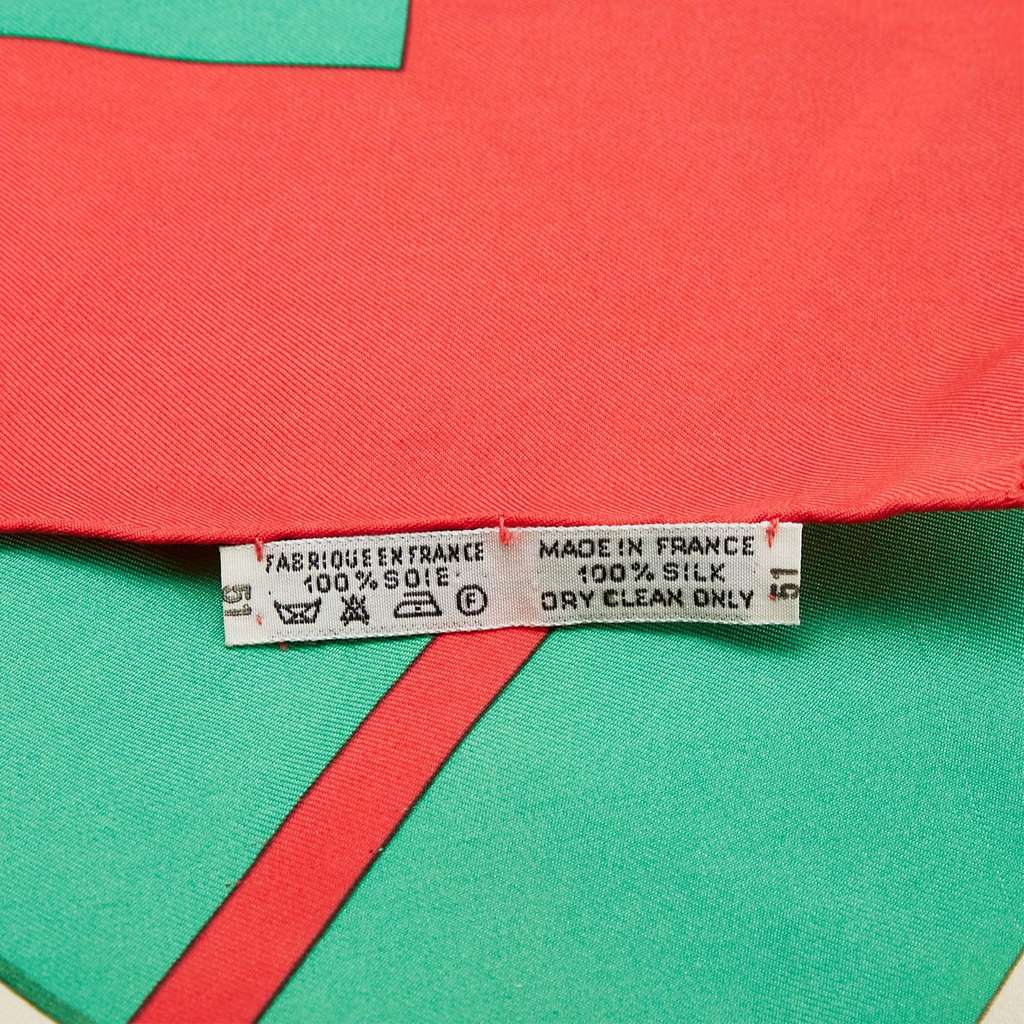 FABRIQUE EN FRANCE
100% SOIE
F
51
MADE IN FRANCE
100% SILK
DRY CLEAN ONLY
51